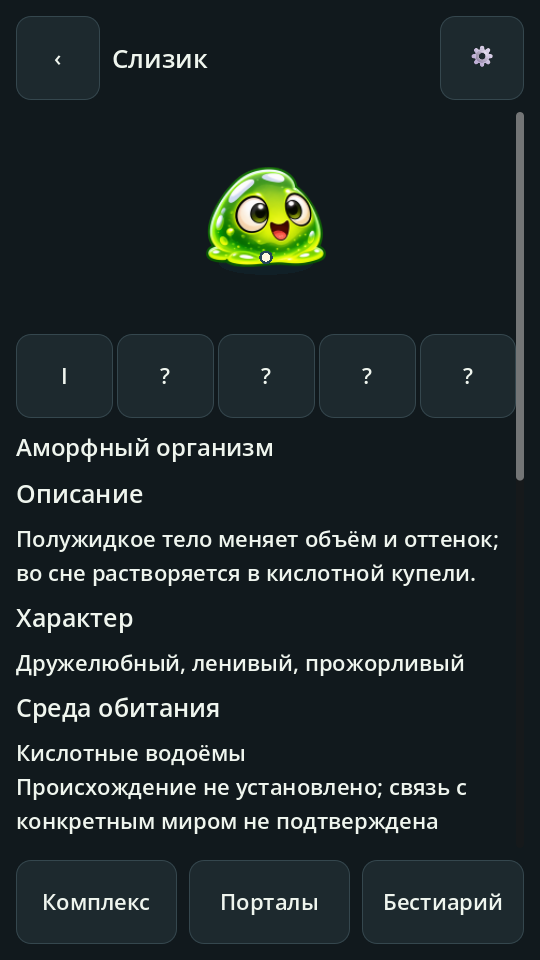 ‹ Слизик
I ? ? ? ?
Аморфный организм
Описание
Полужидкое тело меняет объём и оттенок;
во сне растворяется в кислотной купели.
Характер
Дружелюбный, ленивый, прожорливый
Среда обитания
Кислотные водоёмы
Происхождение не установлено; связь с
конкретным миром не подтверждена
Комплекс Порталы Бестиарий